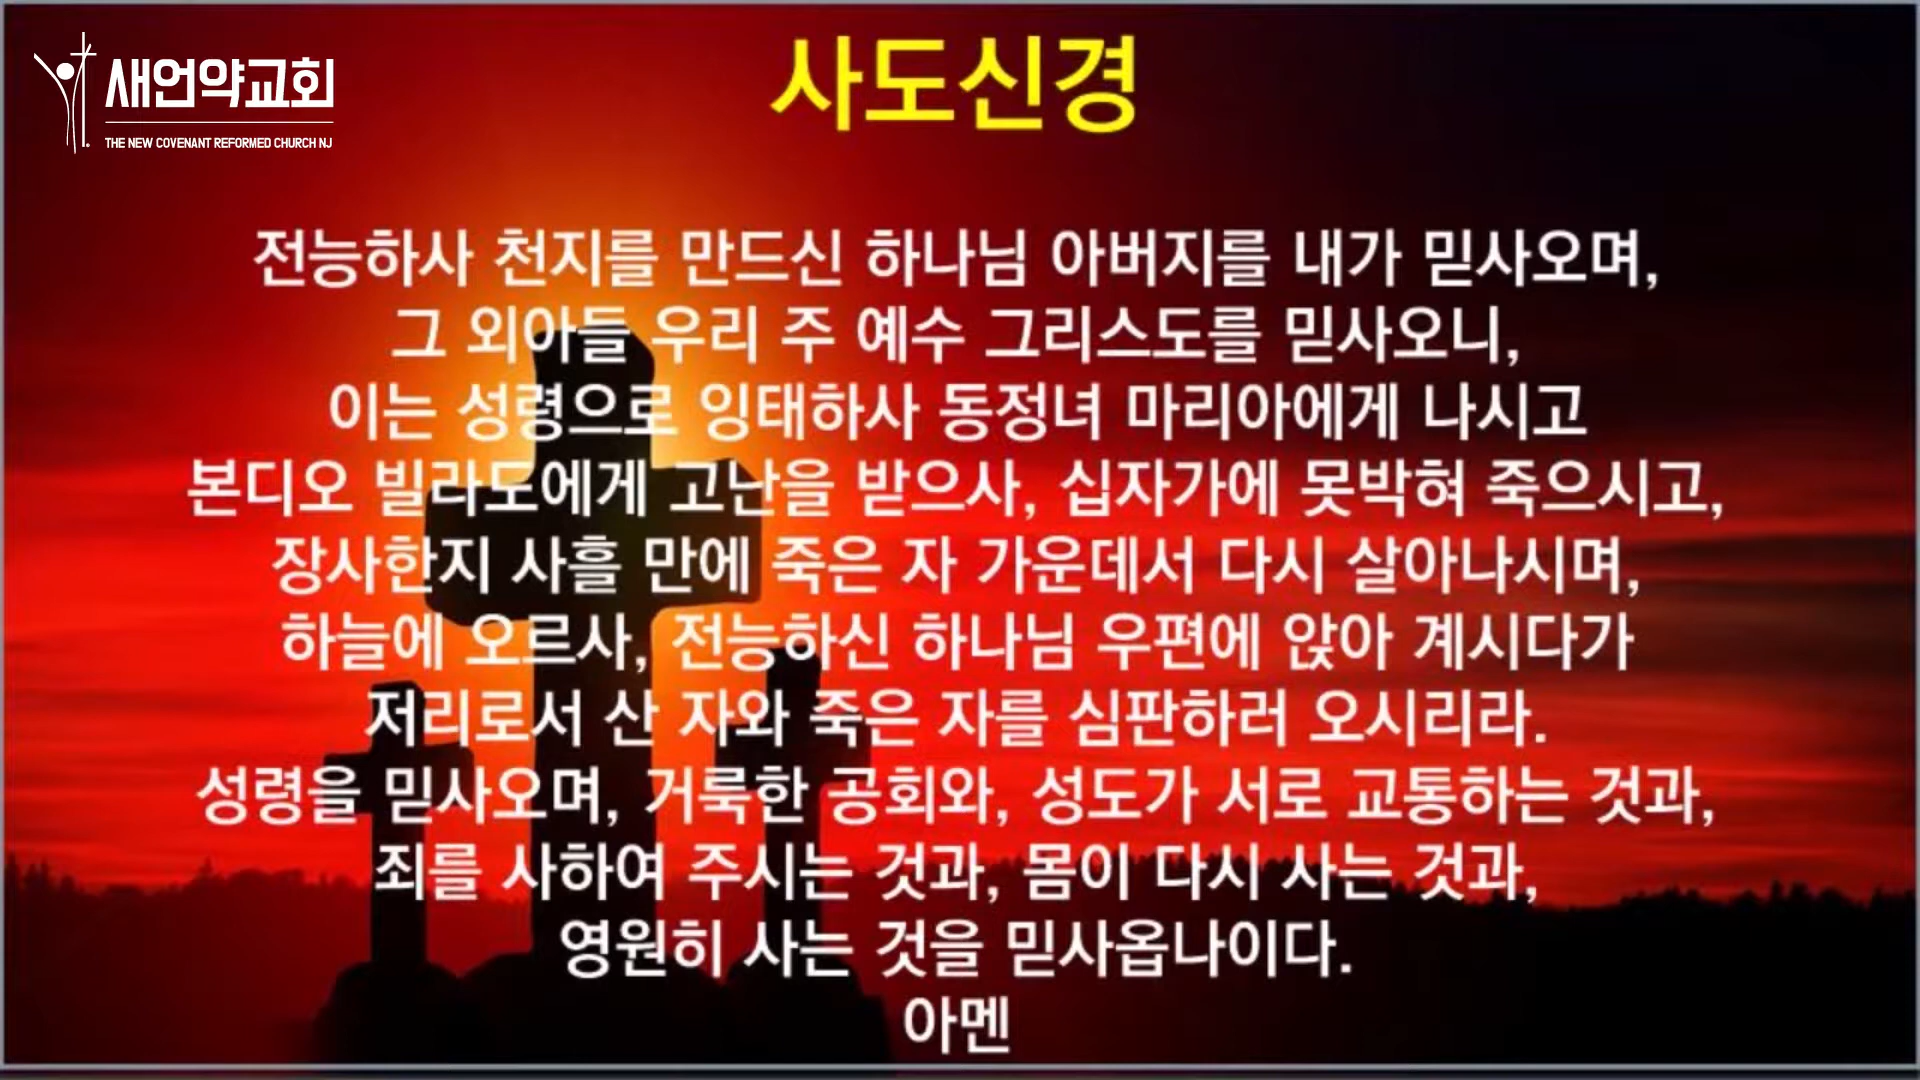 새언약교회
THE NEW COVENANT REFORMED CHURCH NJ
사도신경
전능하사 천지를 만드신 하나님 아버지를 내가 믿사오며,
그 외아들 우리 주 예수 그리스도를 믿사오니,
이는 성령으로 잉태하사 동정녀 마리아에게 나시고
본디오 빌라도에게 고난을 받으사, 십자가에 못박혀 죽으시고,
장사한지 사흘 만에 죽은 자 가운데서 다시 살아나시며,
하늘에 오르사, 전능하신 하나님 우편에 앉아 계시다가
저리로서 산 자와 죽은 자를 심판하러 오시리라.
성령을 믿사오며, 거룩한 공회와, 성도가 서로 교통하는 것과,
죄를 사하여 주시는 것과, 몸이 다시 사는 것과,
영원히 사는 것을 믿사옵나이다.
아멘